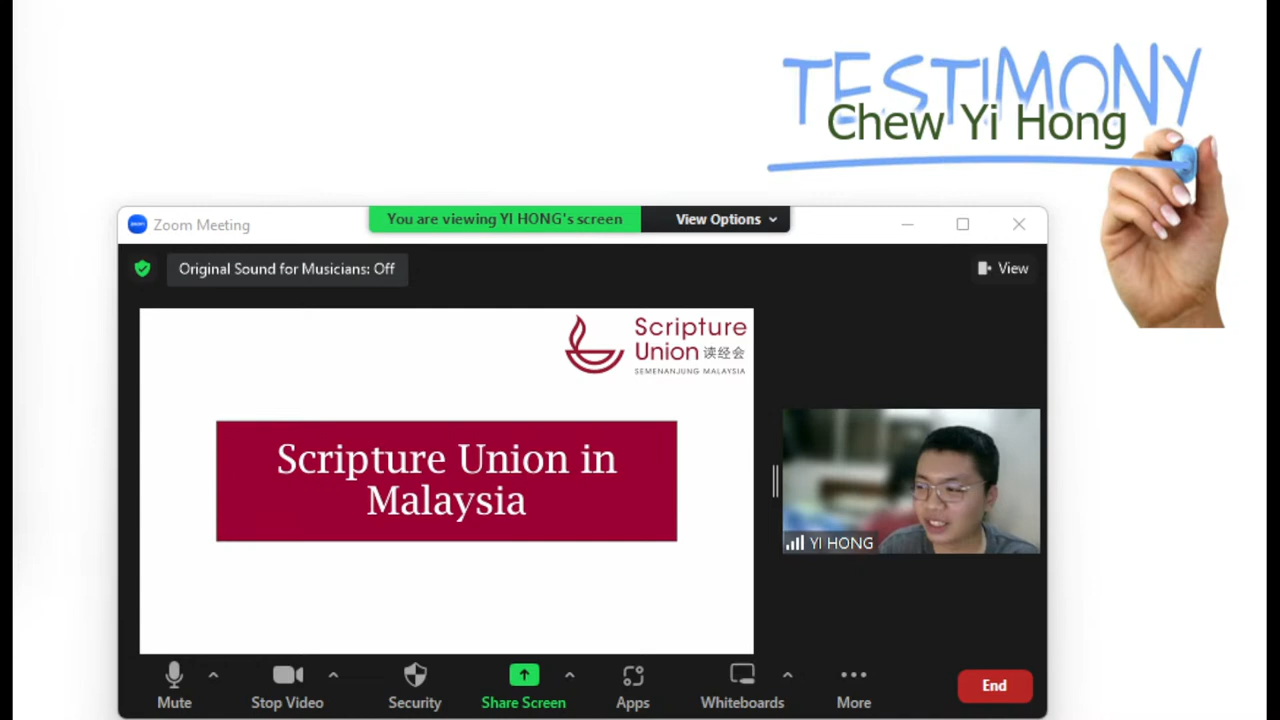 TESTIMONY
Chew Yi Hong
zoom
Zoom Meeting
You are viewing YI HONG's screen
View Options
Original Sound for Musicians: Off
View
Scripture
Union 读经会
SEMENANJUNG MALAYSIA
Scripture Union in
Malaysia
YI HONG
Mute
Stop Video
Security
Share Screen
Apps
Whiteboards
More
End